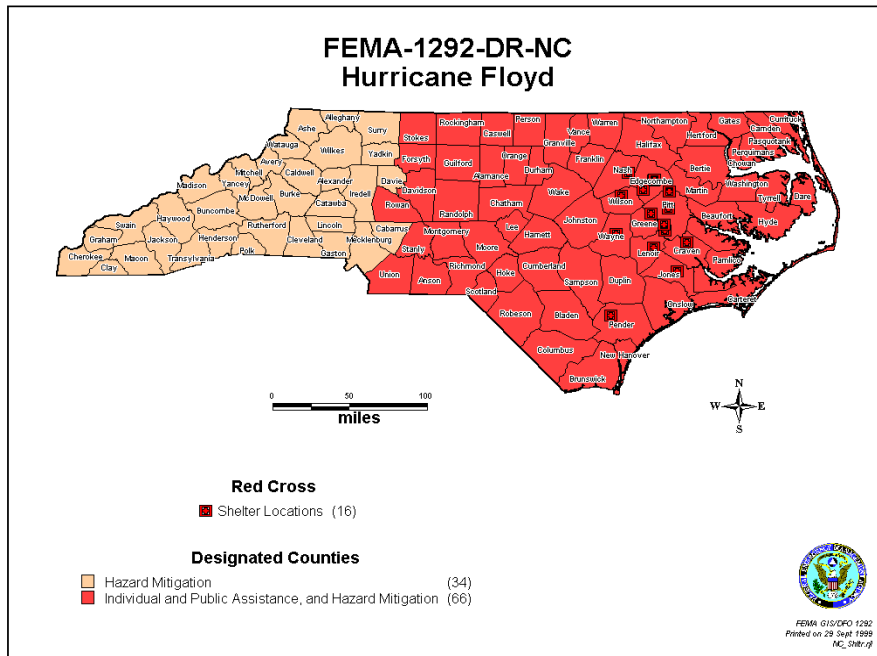 FEMA-1292-DR-NC
Hurricane Floyd
Alleghany
Ashe
Surry
Stokes
Rockingham
Caswell
Person
Vance
Warren
Northampton
Gates
Currituck
Camden
Pasquotank
Perquimans
Chowan
Hertford
Halifax
Granville
Watauga
Wilkes
Yadkin
Forsyth
Guilford
Orange
Durham
Franklin
Nash
Bertie
Avery
Mitchell
Yancey
Caldwell
Alexander
Iredell
Davie
Davidson
Alamance
Wake
Edgecombe
Martin
Washington
Tyrrell
Dare
Madison
McDowell
Burke
Catawba
Rowan
Randolph
Chatham
Wilson
Pitt
Beaufort
Hyde
Swain
Haywood
Buncombe
Rutherford
Lincoln
Cabarrus
Montgomery
Lee
Johnston
Greene
Wayne
Graham
Jackson
Henderson
Cleveland
Mecklenburg
Stanly
Moore
Harnett
Lenoir
Craven
Pamlico
Cherokee
Macon
Clay
Transylvania
Polk
Gaston
Union
Anson
Richmond
Hoke
Cumberland
Sampson
Duplin
Jones
Onslow
Carteret
Scotland
Robeson
Bladen
Pender
Columbus
New Hanover
Brunswick
0 50 100
miles
N
W E
S
Red Cross
Shelter Locations (16)
Designated Counties
Hazard Mitigation (34)
Individual and Public Assistance, and Hazard Mitigation (66)
FEMA GIS/DFO 1292
Printed on 29 Sept 1999